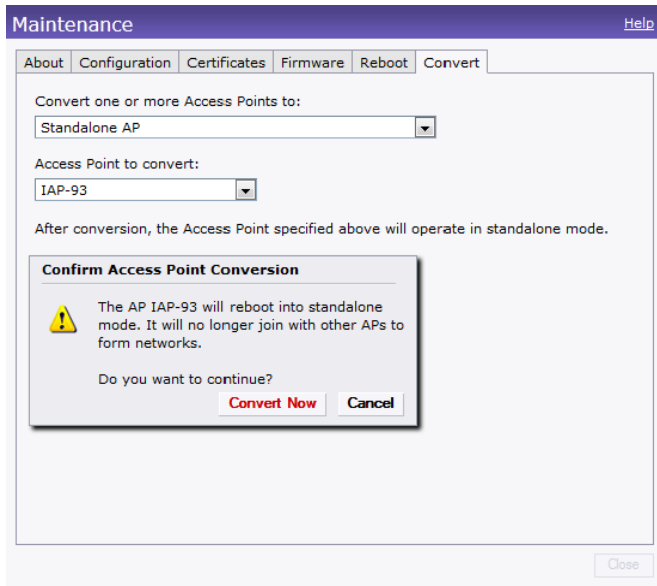 Maintenance
Help
About Configuration Certificates Firmware Reboot Convert
Convert one or more Access Points to:
Standalone AP
Access Point to convert:
IAP-93
After conversion, the Access Point specified above will operate in standalone mode.
Confirm Access Point Conversion
The AP IAP-93 will reboot into standalone
mode. It will no longer join with other APs to
form networks.
Do you want to continue?
Convert Now Cancel
Close